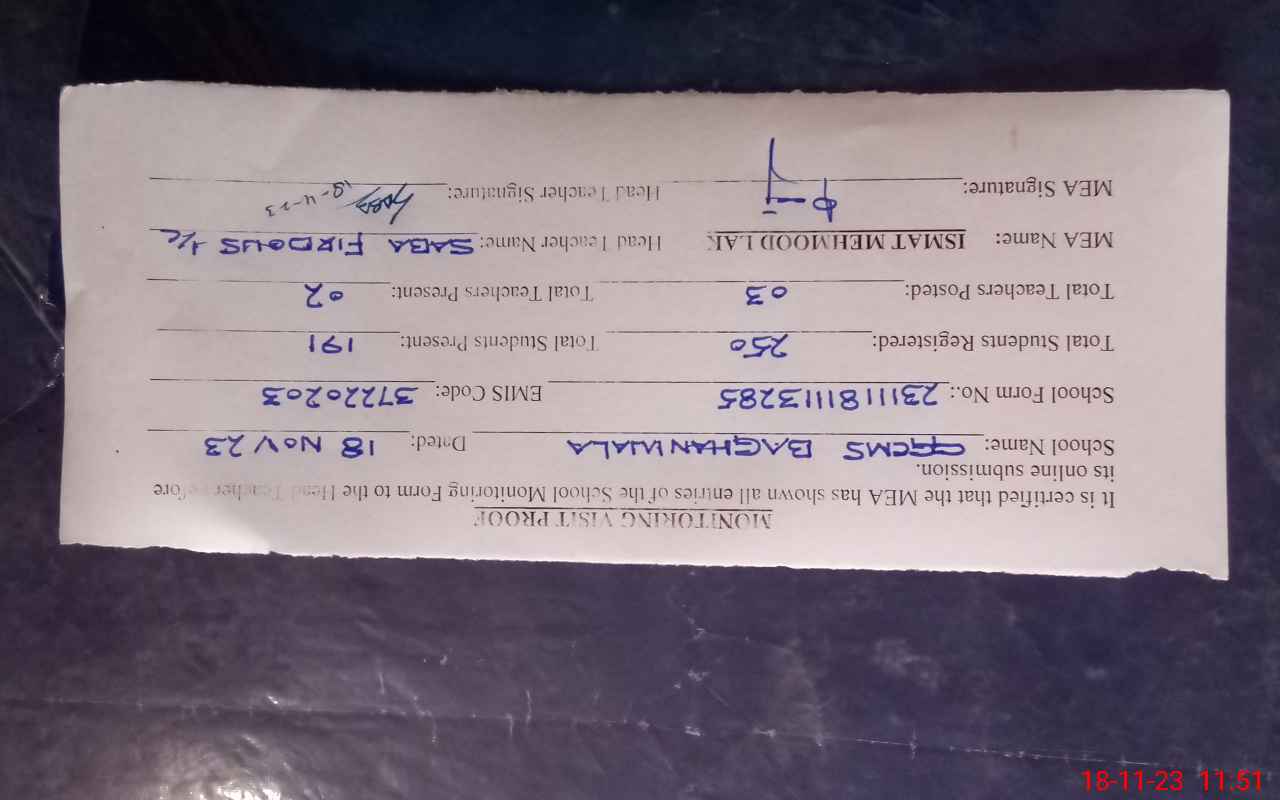 MONITORING VISIT PROOF
It is certified that the MEA has shown all entries of the School Monitoring Form to the Head Teacher before
its online submission.
School Name: GGCMS BAGHANWALA Dated: 18 NOV 23
School Form No.: 23111811113285 EMIS Code: 37220203
Total Students Registered: 250 Total Students Present: 191
Total Teachers Posted: 03 Total Teachers Present: 02
MEA Name: ISMAT MEHMOOD LAK Head Teacher Name: SABA FIRDOUS I/C
MEA Signature: Head Teacher Signature:
18-11-23 11:51